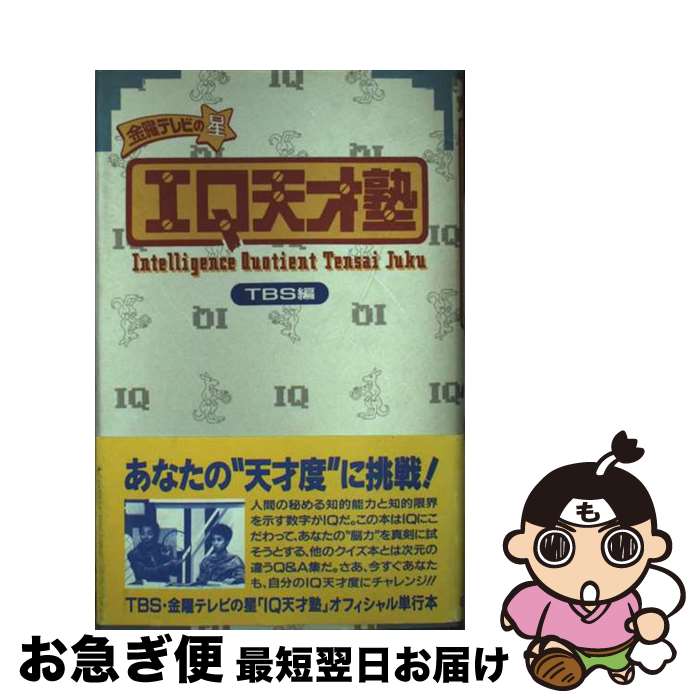 金曜テレビの星
IQ天才塾
Intelligence Quotient Tensai Juku
TBS編
IQ
IQ
IQ
IQ
IQ
IQ
IQ
IQ
IQ
あなたの"天才度"に挑戦!
人間の秘める知的能力と知的限界
を示す数字がIQだ。この本はIQにこ
だわって、あなたの"脳力"を真剣に試
そうとする、他のクイズ本とは次元の
違うQ&A集だ。さあ、今すぐあなた
も、自分のIQ天才度にチャレンジ!!
TBS・金曜テレビの星「IQ天才塾」オフィシャル単行本
も
お急ぎ便 最短翌日お届け